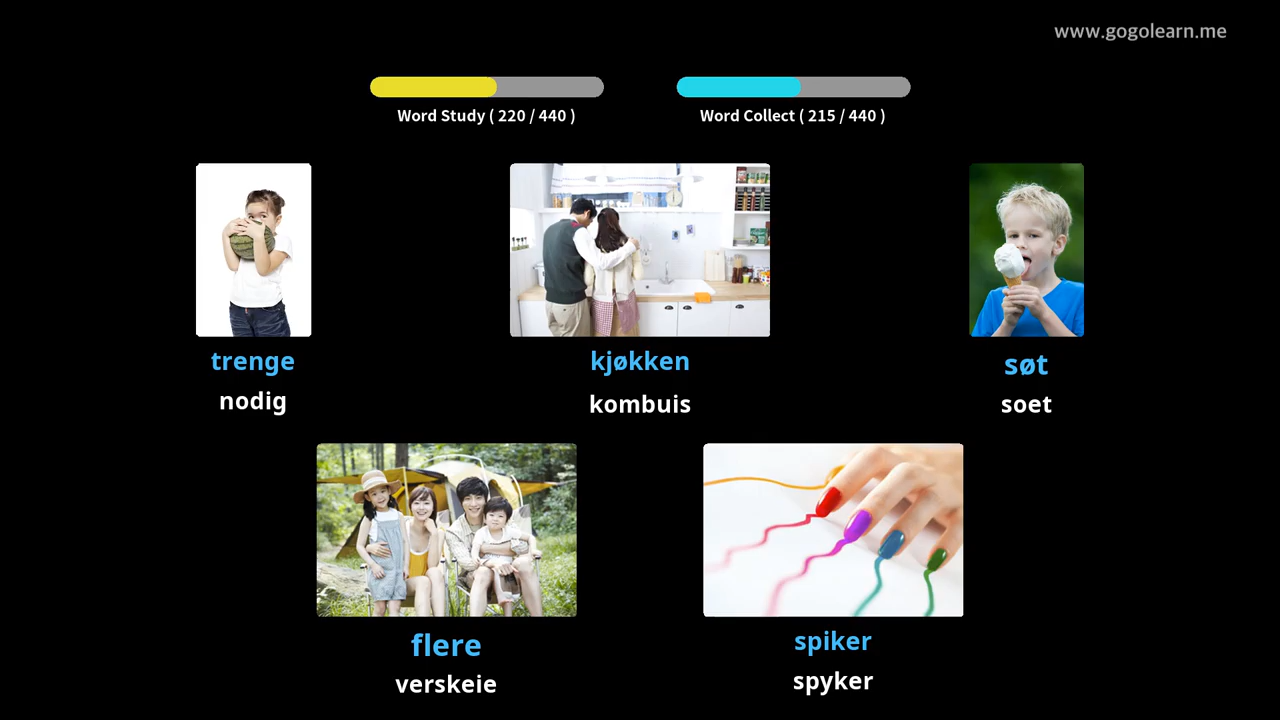 www.gogolearn.me
Word Study ( 220 / 440 )
Word Collect ( 215 / 440 )
trenge
nodig
kjøkken
kombuis
søt
soet
flere
verskeie
spiker
spyker